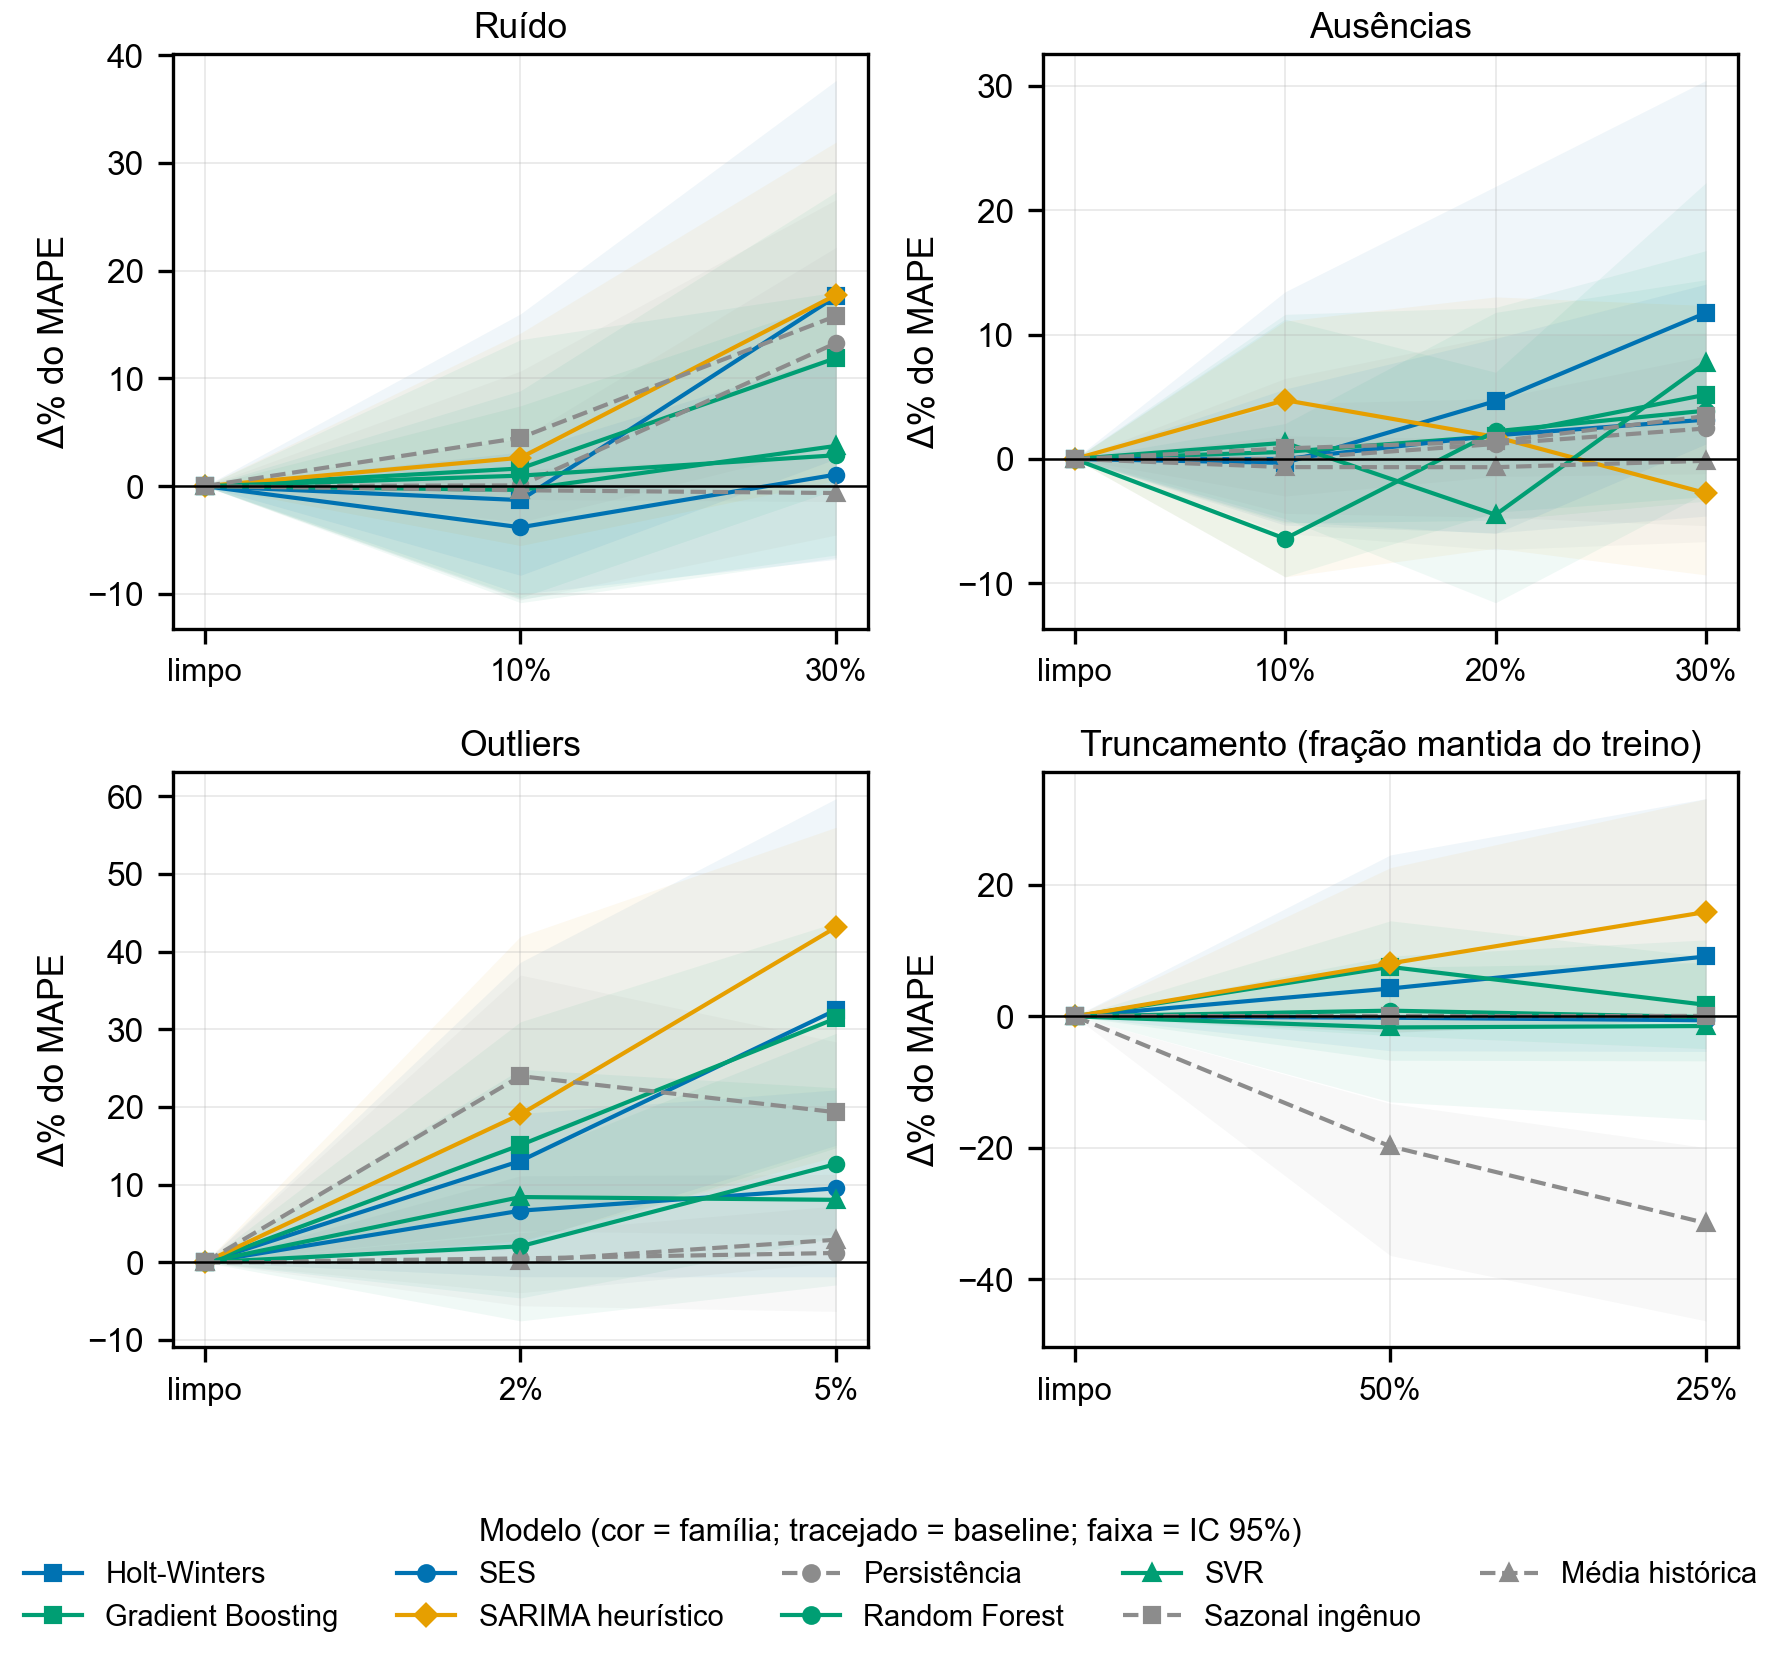 Ruído
Ausências
40
30
20
10
0
−10
Δ% do MAPE
limpo
10%
30%
30
20
10
0
−10
Δ% do MAPE
limpo
10%
20%
30%
Outliers
Truncamento (fração mantida do treino)
60
50
40
30
20
10
0
−10
Δ% do MAPE
limpo
2%
5%
20
0
−20
−40
Δ% do MAPE
limpo
50%
25%
Modelo (cor = família; tracejado = baseline; faixa = IC 95%)
Holt-Winters
SES
Persistência
SVR
Média histórica
Gradient Boosting
SARIMA heurístico
Random Forest
Sazonal ingênuo